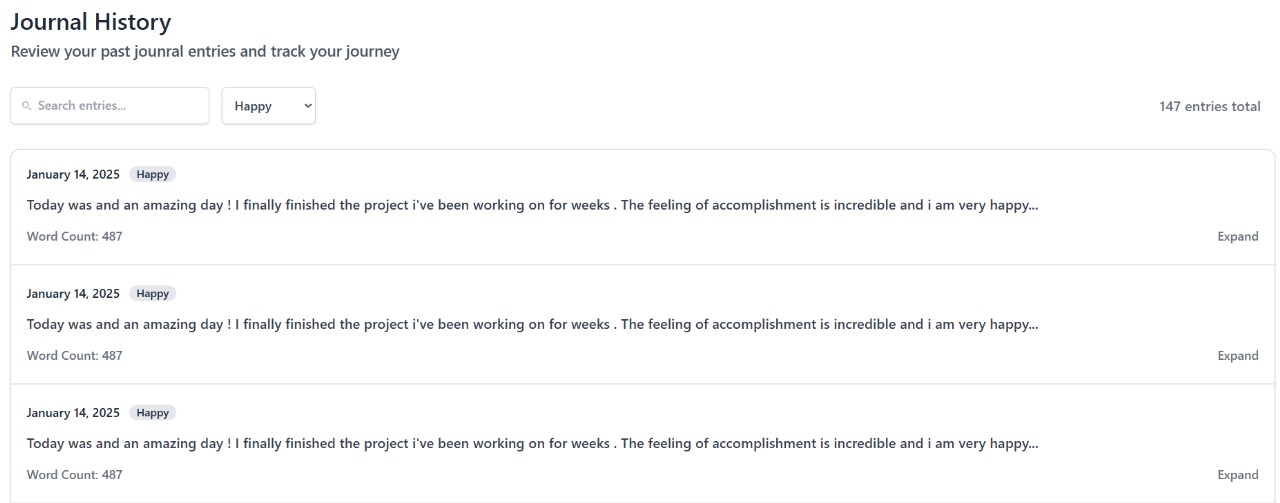 Journal History
Review your past jounral entries and track your journey
Search entries...
Happy
147 entries total
January 14, 2025 Happy
Today was and an amazing day ! I finally finished the project i've been working on for weeks . The feeling of accomplishment is incredible and i am very happy...
Word Count: 487 Expand
January 14, 2025 Happy
Today was and an amazing day ! I finally finished the project i've been working on for weeks . The feeling of accomplishment is incredible and i am very happy...
Word Count: 487 Expand
January 14, 2025 Happy
Today was and an amazing day ! I finally finished the project i've been working on for weeks . The feeling of accomplishment is incredible and i am very happy...
Word Count: 487 Expand